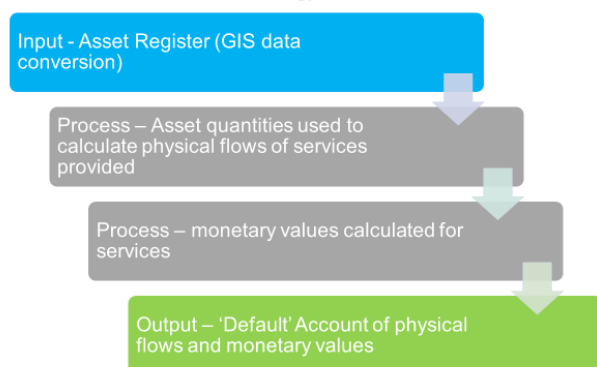 Input - Asset Register (GIS data
conversion)
Process – Asset quantities used to
calculate physical flows of services
provided
Process – monetary values calculated for
services
Output – ‘Default’ Account of physical
flows and monetary values